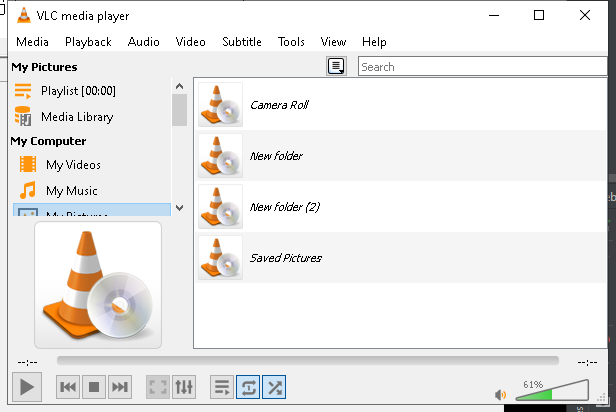 VLC media player
Media Playback Audio Video Subtitle Tools View Help
My Pictures
Search
Playlist [00:00]
Media Library
My Computer
My Videos
My Music
My Pictures
Camera Roll
New folder
New folder (2)
Saved Pictures
--:-- --:--
61%